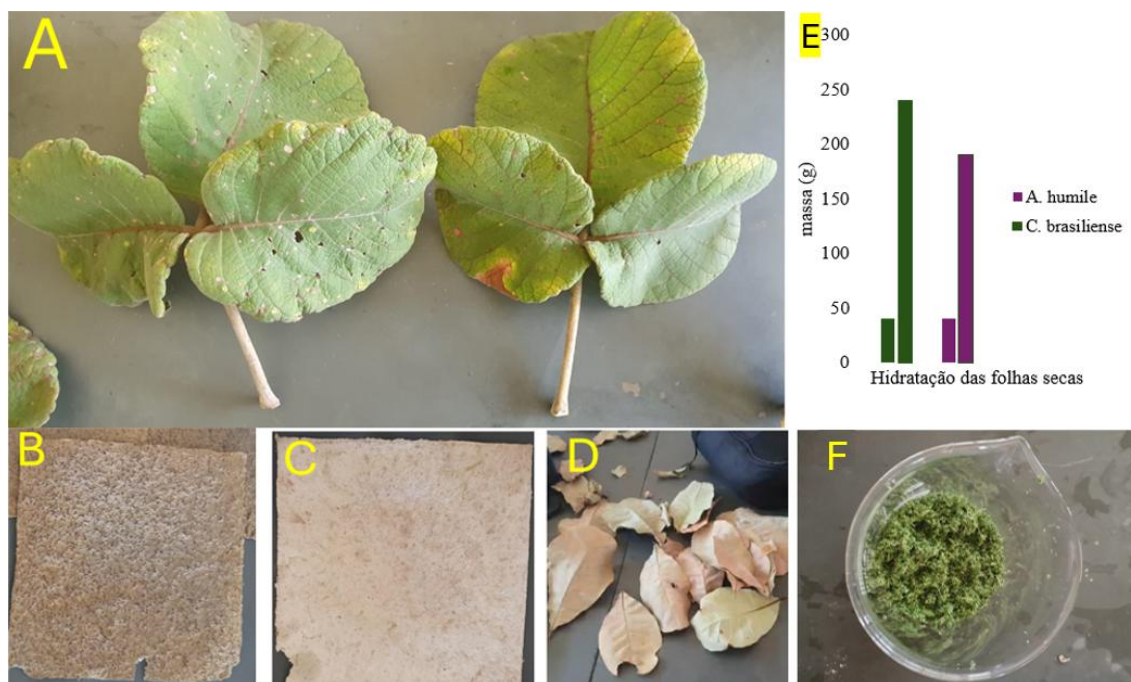 A
E
300
250
200
150
100
50
0
massa (g)
A. humile
C. brasiliense
Hidratação das folhas secas
B
C
D
F